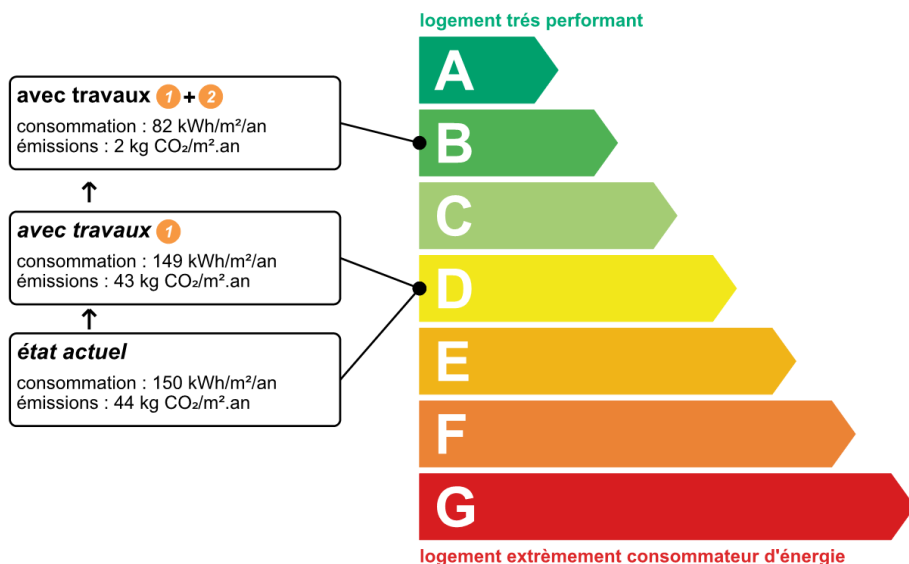 logement trés performant
A
avec travaux 1 + 2
consommation : 82 kWh/m²/an
émissions : 2 kg CO₂/m².an
B
C
avec travaux 1
consommation : 149 kWh/m²/an
émissions : 43 kg CO₂/m².an
D
état actuel
consommation : 150 kWh/m²/an
émissions : 44 kg CO₂/m².an
E
F
G
logement extrèmement consommateur d'énergie